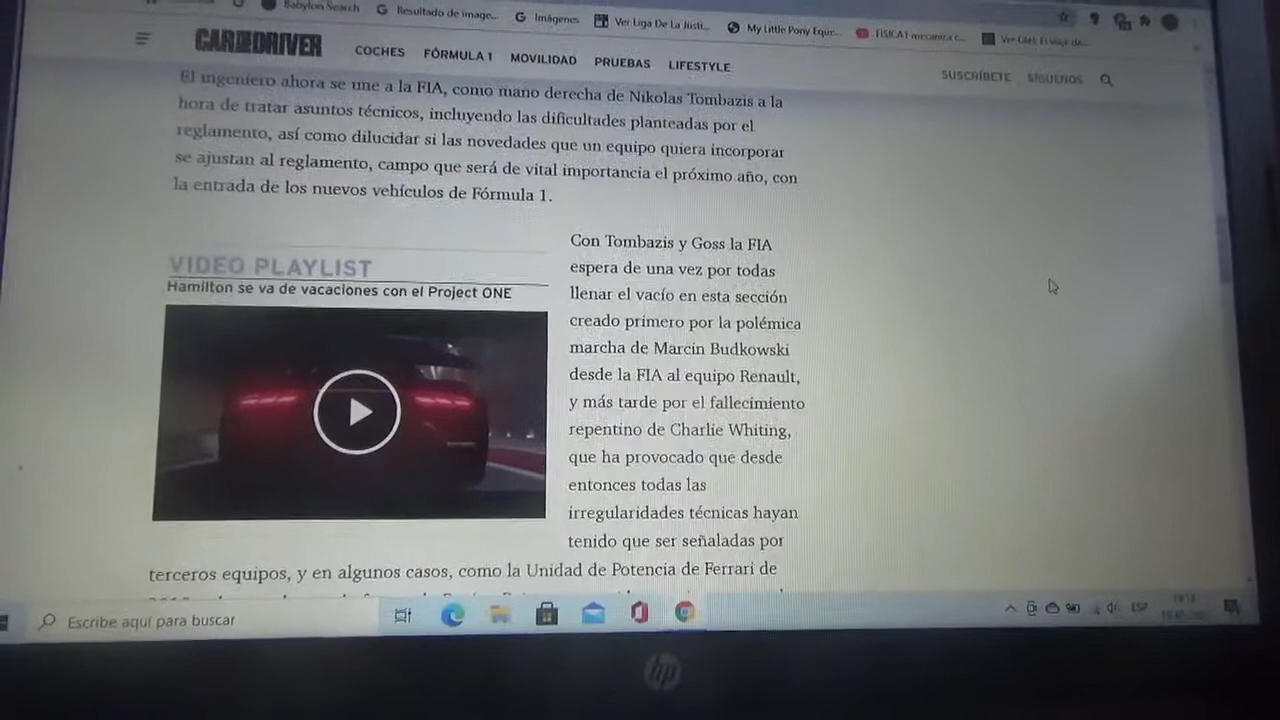 Babylon Search
Resultado de image...
Imágenes
Ver Liga De La Justi...
My Little Pony Eque...
CAR AND DRIVER
COCHES
FÓRMULA 1
MOVILIDAD
PRUEBAS
LIFESTYLE
SUSCRÍBETE
SÍGUENOS
El ingeniero ahora se une a la FIA, como mano derecha de Nikolas Tombazis a la
hora de tratar asuntos técnicos, incluyendo las dificultades planteadas por el
reglamento, así como dilucidar si las novedades que un equipo quiera incorporar
se ajustan al reglamento, campo que será de vital importancia el próximo año, con
la entrada de los nuevos vehículos de Fórmula 1.
VIDEO PLAYLIST
Hamilton se va de vacaciones con el Project ONE
Con Tombazis y Goss la FIA
espera de una vez por todas
llenar el vacío en esta sección
creado primero por la polémica
marcha de Marcin Budkowski
desde la FIA al equipo Renault,
y más tarde por el fallecimiento
repentino de Charlie Whiting,
que ha provocado que desde
entonces todas las
irregularidades técnicas hayan
tenido que ser señaladas por
terceros equipos, y en algunos casos, como la Unidad de Potencia de Ferrari de
Escribe aquí para buscar
ESP
hp